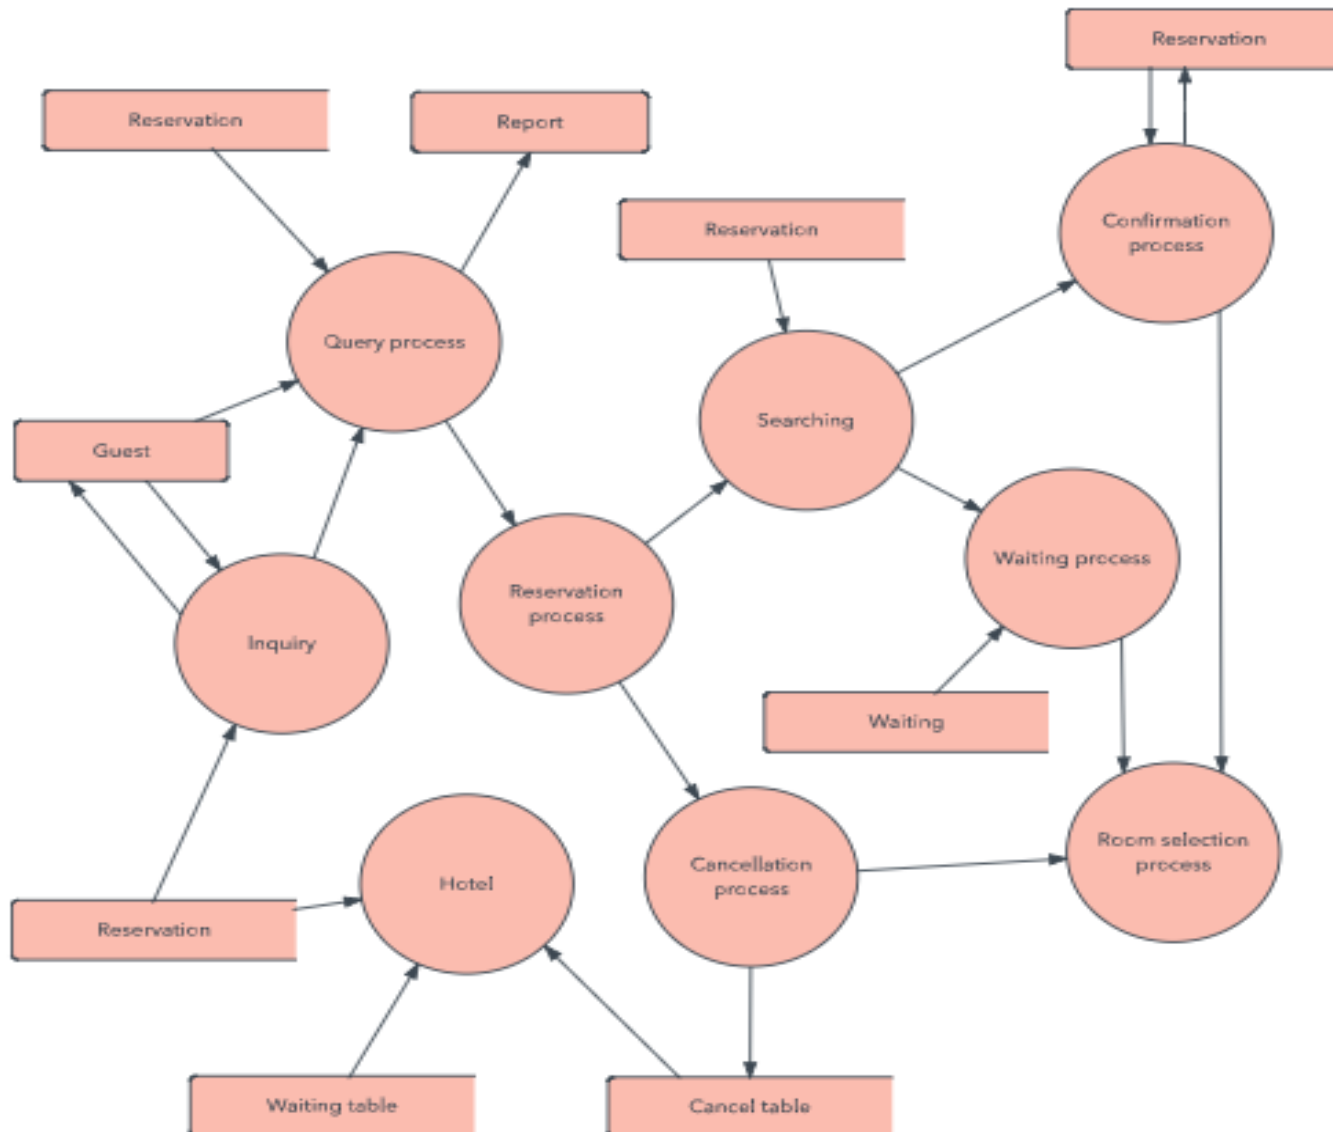 Reservation
Reservation
Report
Reservation
Confirmation
process
Query process
Searching
Guest
Waiting process
Reservation
process
Inquiry
Waiting
Room selection
process
Cancellation
process
Hotel
Reservation
Waiting table
Cancel table